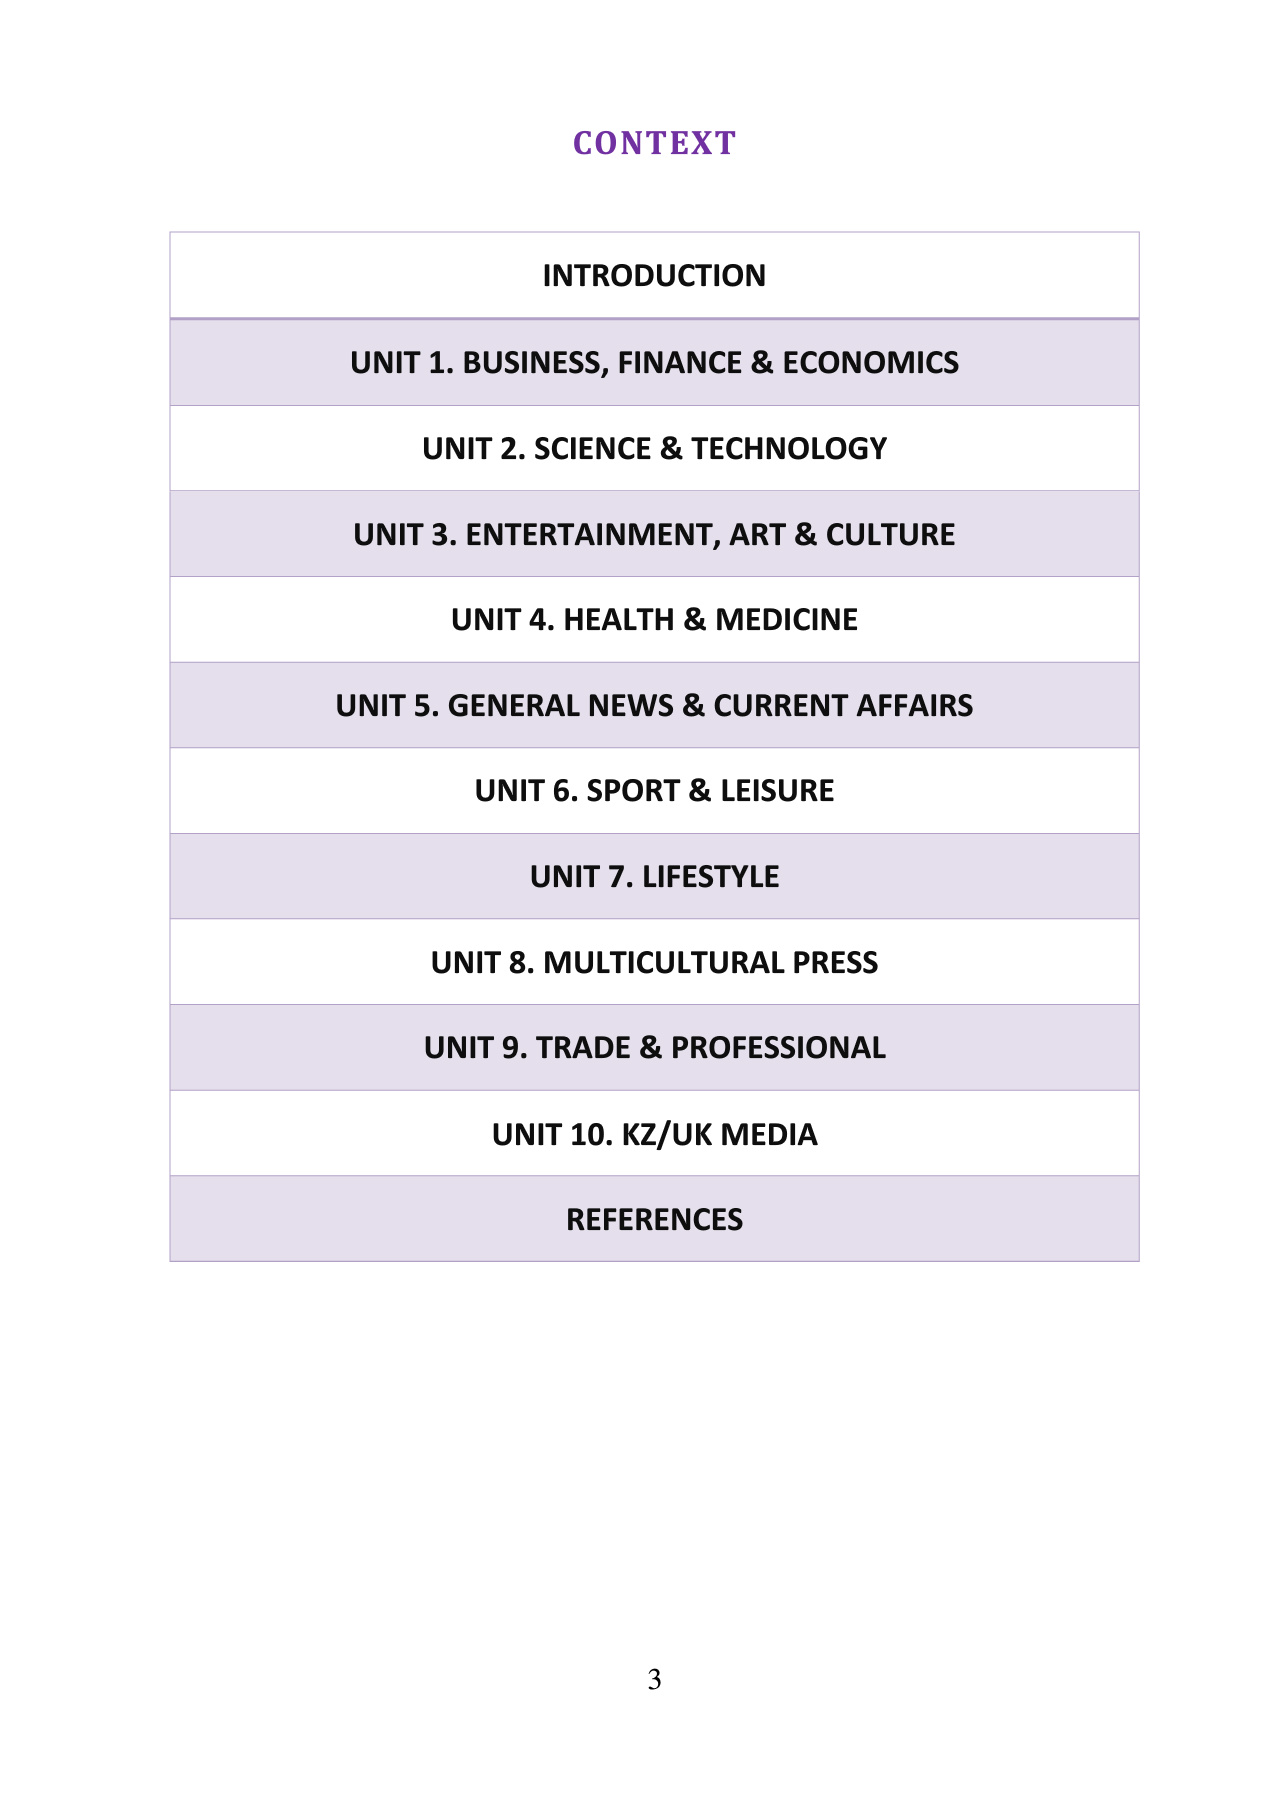 CONTEXT
INTRODUCTION
UNIT 1. BUSINESS, FINANCE & ECONOMICS
UNIT 2. SCIENCE & TECHNOLOGY
UNIT 3. ENTERTAINMENT, ART & CULTURE
UNIT 4. HEALTH & MEDICINE
UNIT 5. GENERAL NEWS & CURRENT AFFAIRS
UNIT 6. SPORT & LEISURE
UNIT 7. LIFESTYLE
UNIT 8. MULTICULTURAL PRESS
UNIT 9. TRADE & PROFESSIONAL
UNIT 10. KZ/UK MEDIA
REFERENCES
3